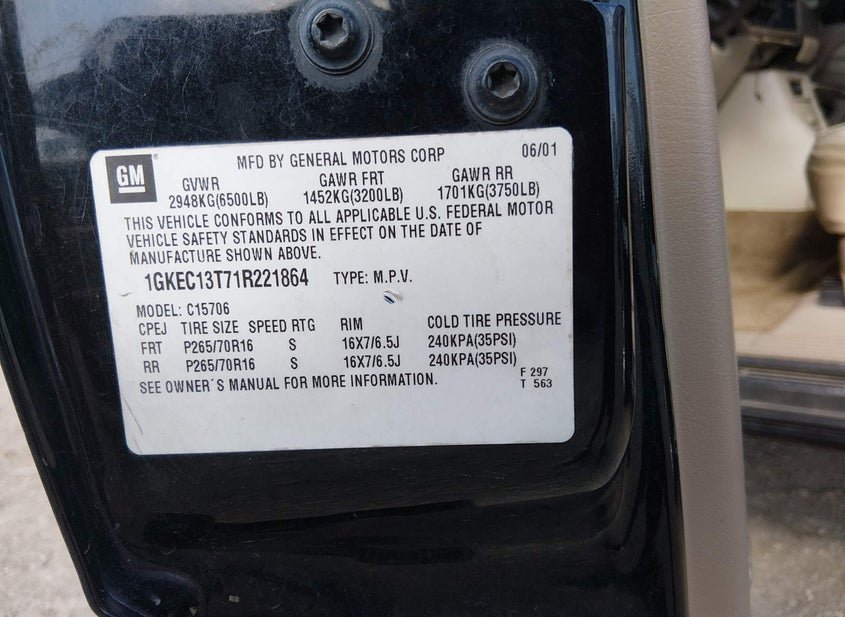 GM
MFD BY GENERAL MOTORS CORP 06/01
GVWR GAWR FRT GAWR RR
2948KG(6500LB) 1452KG(3200LB) 1701KG(3750LB)
THIS VEHICLE CONFORMS TO ALL APPLICABLE U.S. FEDERAL MOTOR
VEHICLE SAFETY STANDARDS IN EFFECT ON THE DATE OF
MANUFACTURE SHOWN ABOVE.
1GKEC13T71R221864 TYPE: M.P.V.
MODEL: C15706
CPEJ TIRE SIZE SPEED RTG RIM COLD TIRE PRESSURE
FRT P265/70R16 S 16X7/6.5J 240KPA(35PSI)
RR P265/70R16 S 16X7/6.5J 240KPA(35PSI)
SEE OWNER'S MANUAL FOR MORE INFORMATION.
F 297
T 563